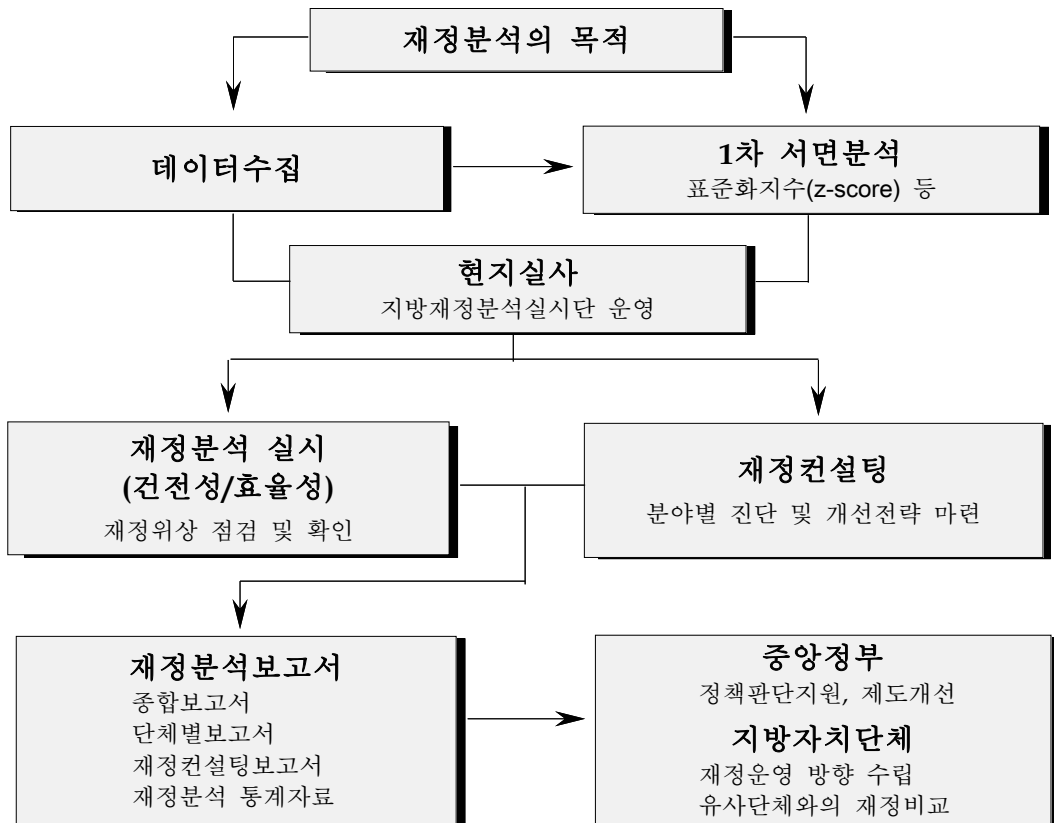 재정분석의 목적
데이터수집
1차 서면분석
표준화지수(z-score) 등
현지실사
지방재정분석실시단 운영
재정분석 실시
(건전성/효율성)
재정위상 점검 및 확인
재정컨설팅
분야별 진단 및 개선전략 마련
재정분석보고서
종합보고서
단체별보고서
재정컨설팅보고서
재정분석 통계자료
중앙정부
정책판단지원, 제도개선
지방자치단체
재정운영 방향 수립
유사단체와의 재정비교